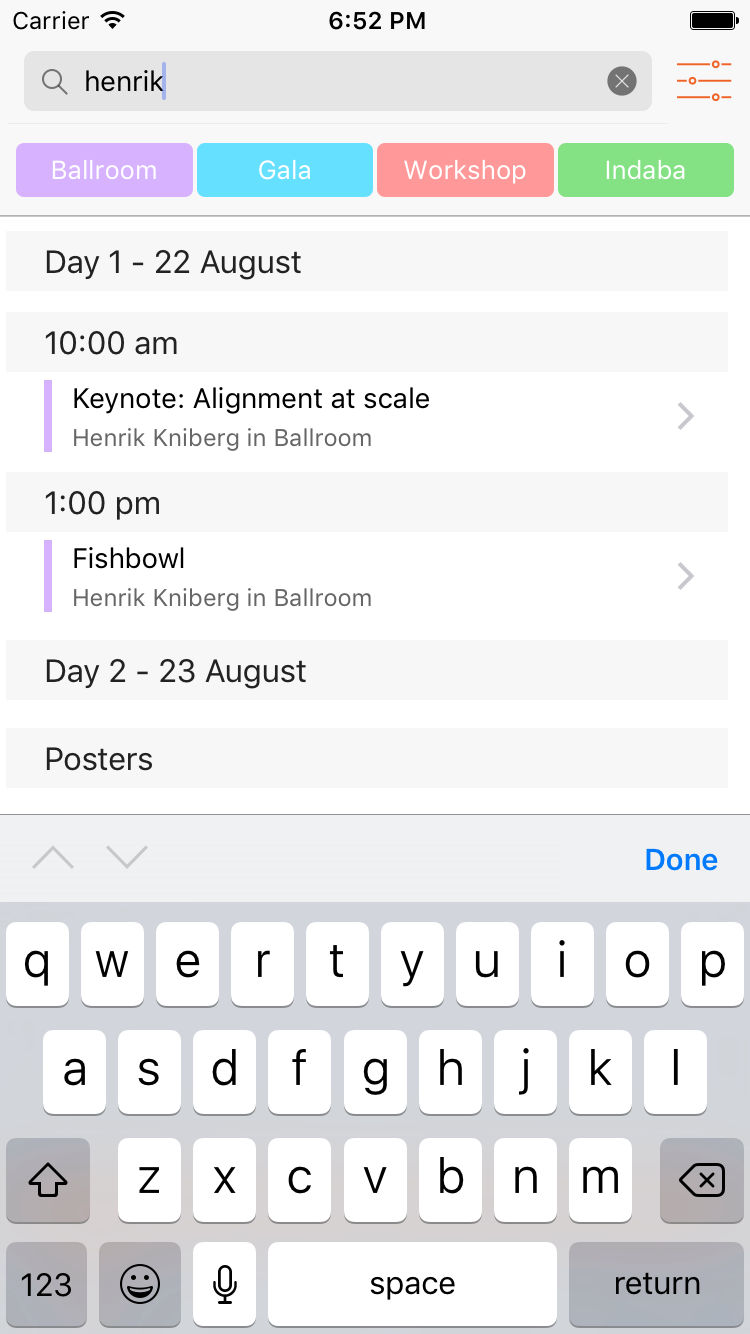 Carrier 6:52 PM
henrik
Ballroom Gala Workshop Indaba
Day 1 - 22 August
10:00 am
Keynote: Alignment at scale
Henrik Kniberg in Ballroom
1:00 pm
Fishbowl
Henrik Kniberg in Ballroom
Day 2 - 23 August
Posters
Done
q w e r t y u i o p
a s d f g h j k l
z x c v b n m
123 space return